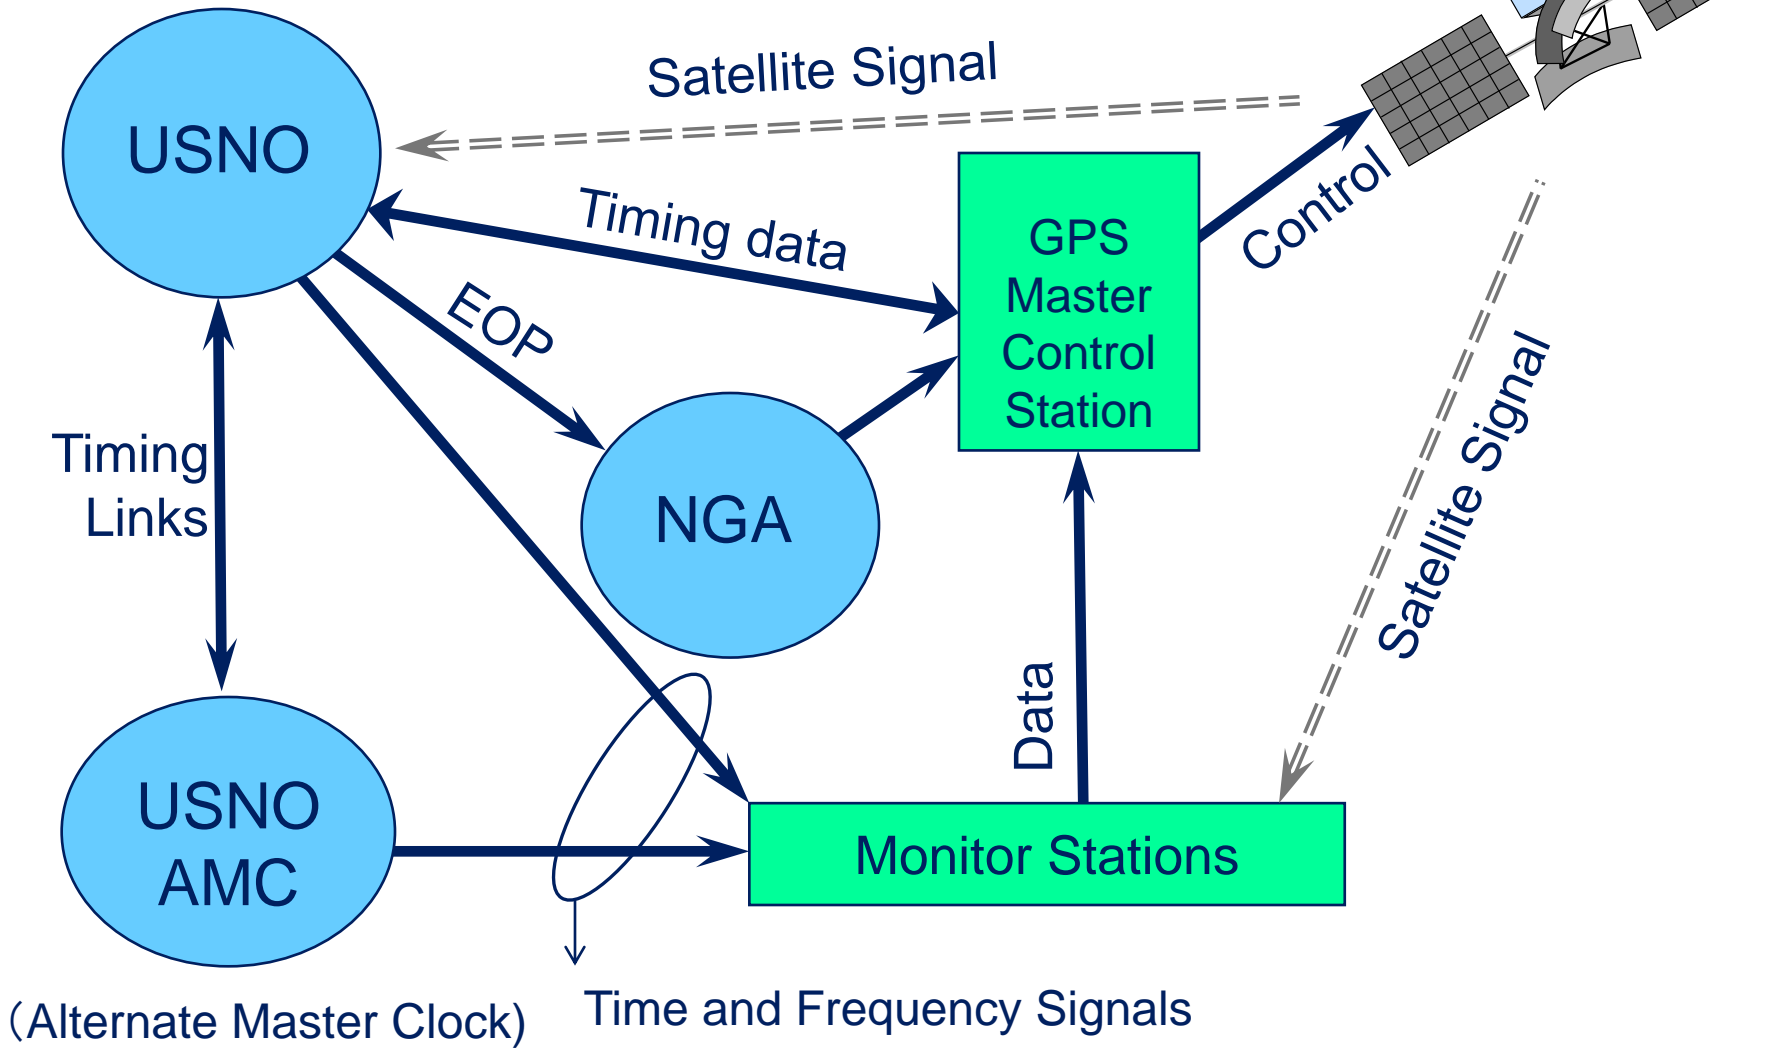 Satellite Signal
USNO
Timing data
GPS
Master
Control
Station
Control
EOP
Satellite Signal
Timing
Links
NGA
Data
USNO
AMC
Monitor Stations
（Alternate Master Clock)
Time and Frequency Signals